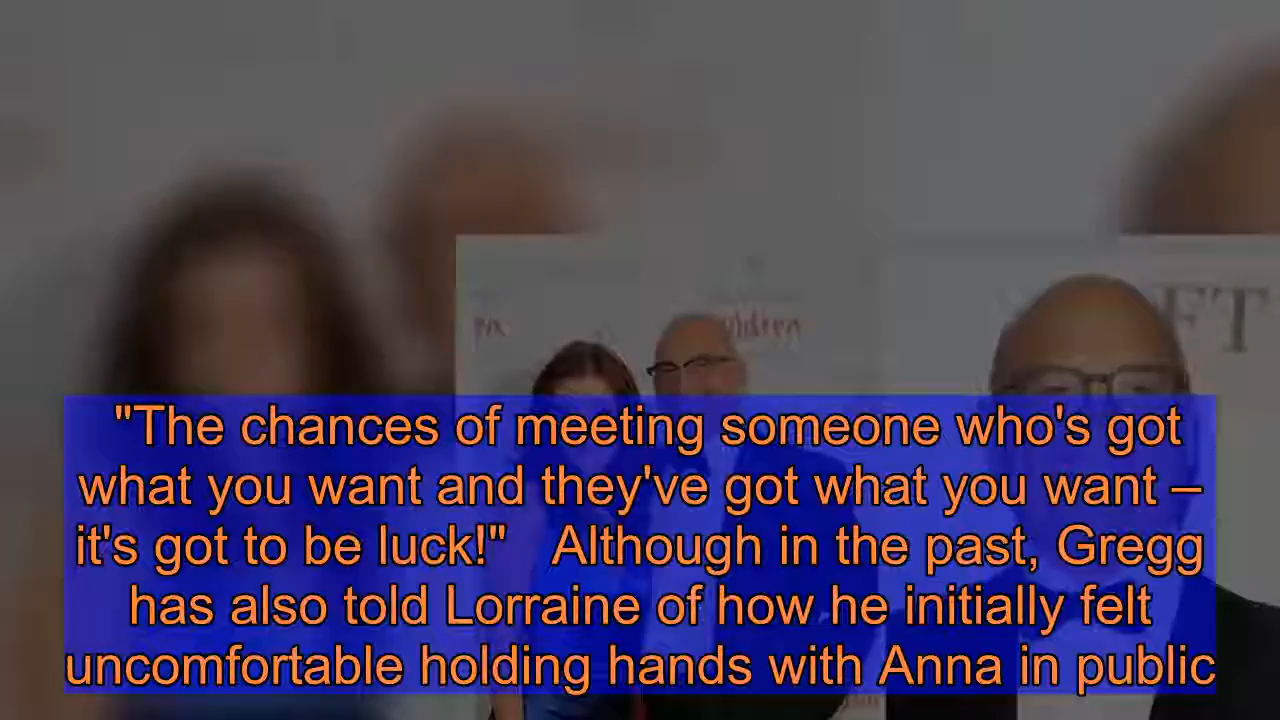 "The chances of meeting someone who's got
what you want and they've got what you want –
it's got to be luck!"   Although in the past, Gregg
has also told Lorraine of how he initially felt
uncomfortable holding hands with Anna in public